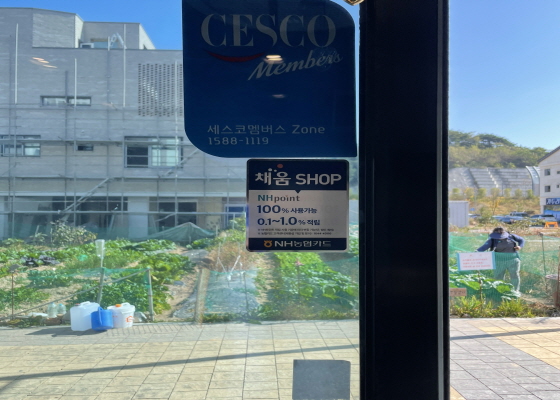 CESCO
Members
세스코멤버스 Zone
1588-1119
채움 SHOP
NHpoint
100% 사용가능
0.1~1.0% 적립
NH농협카드